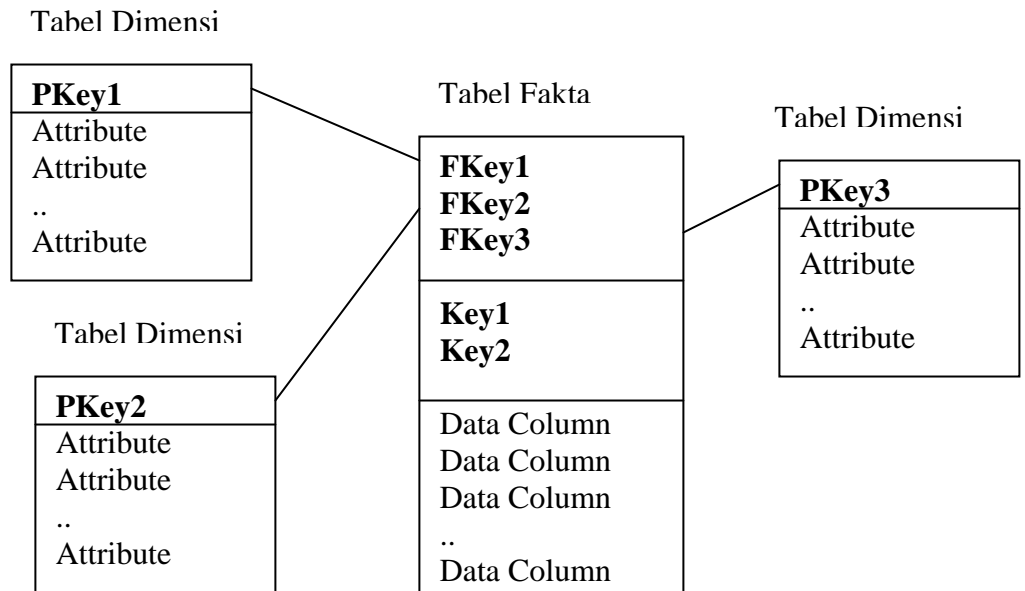 Tabel Dimensi
PKey1
Attribute
Attribute
..
Attribute
Tabel Dimensi
PKey2
Attribute
Attribute
..
Attribute
Tabel Fakta
FKey1
FKey2
FKey3
Key1
Key2
Data Column
Data Column
Data Column
..
Data Column
Tabel Dimensi
PKey3
Attribute
Attribute
..
Attribute